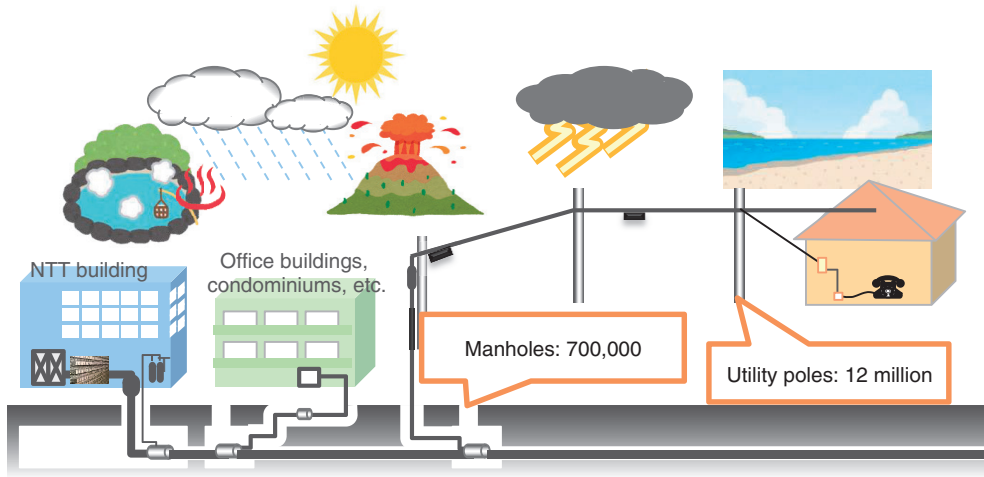 NTT building
Office buildings,
condominiums, etc.
Manholes: 700,000
Utility poles: 12 million